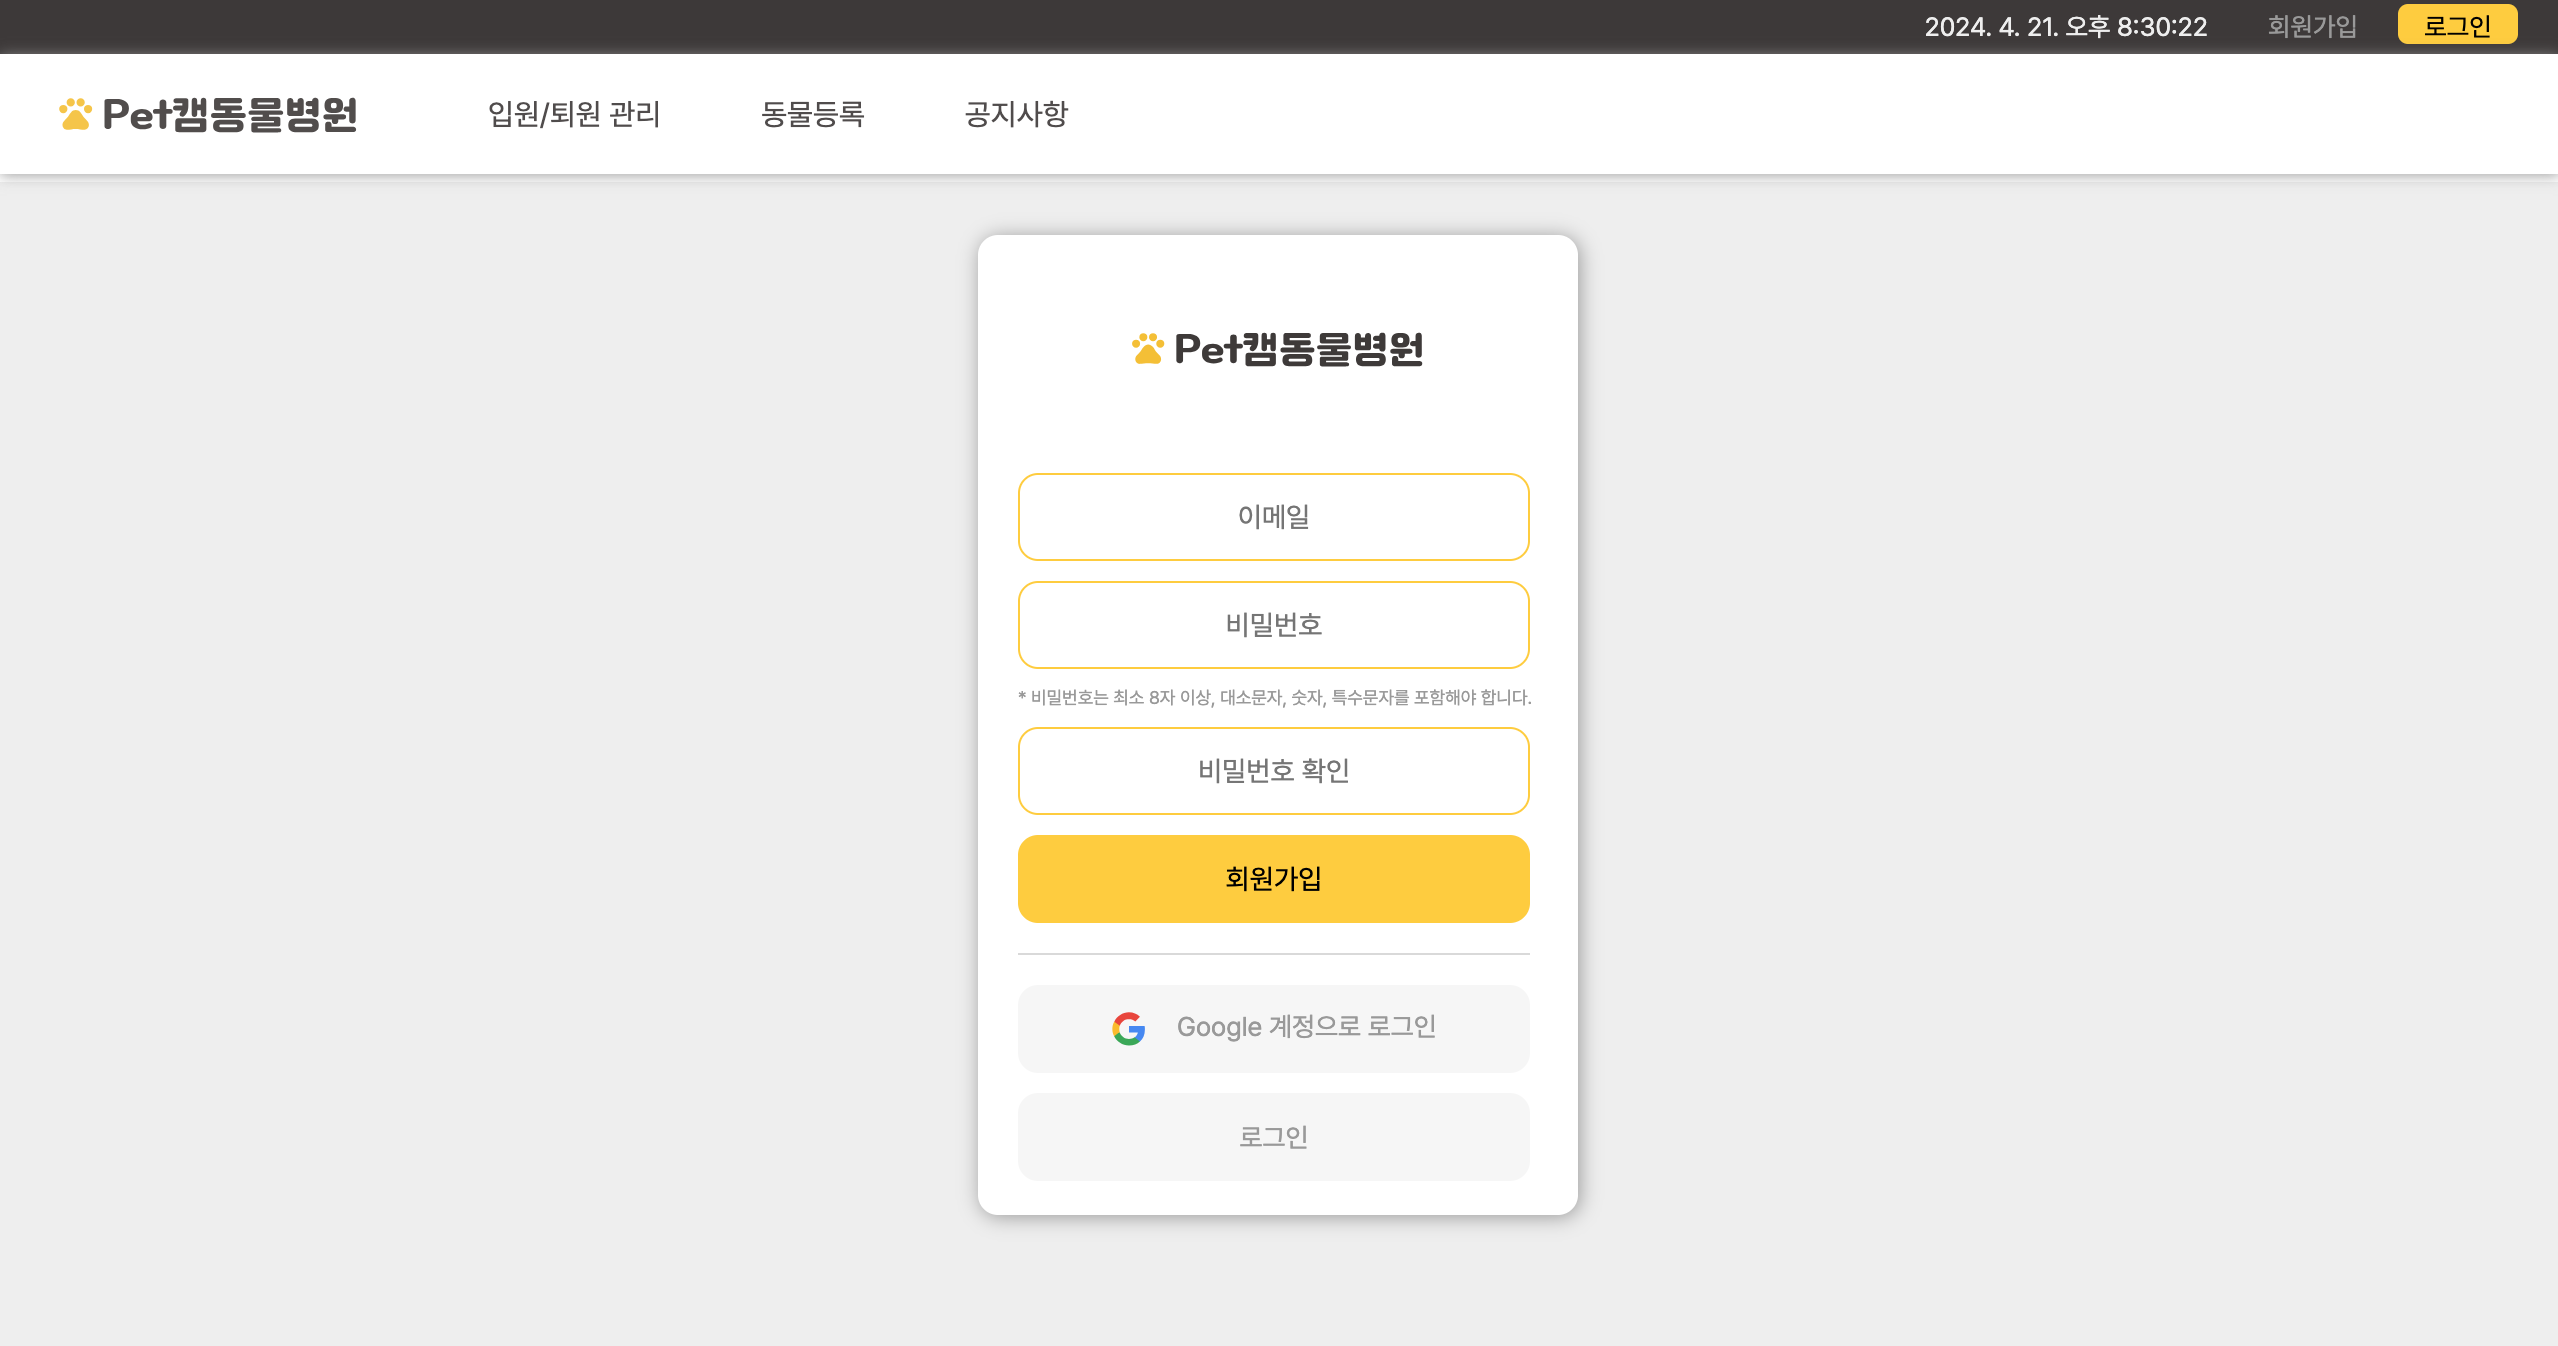 2024. 4. 21. 오후 8:30:22 회원가입 로그인
Pet캠동물병원 입원/퇴원 관리 동물등록 공지사항
Pet캠동물병원
이메일
비밀번호
* 비밀번호는 최소 8자 이상, 대소문자, 숫자, 특수문자를 포함해야 합니다.
비밀번호 확인
회원가입
Google 계정으로 로그인
로그인